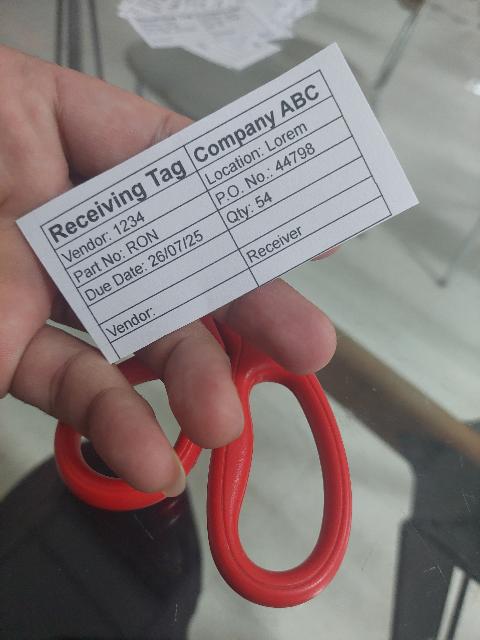 Receiving Tag Company ABC
Vendor: 1234 Location: Lorem
Part No: RON P.O. No.: 44798
Due Date: 26/07/25 Qty: 54
Vendor: Receiver